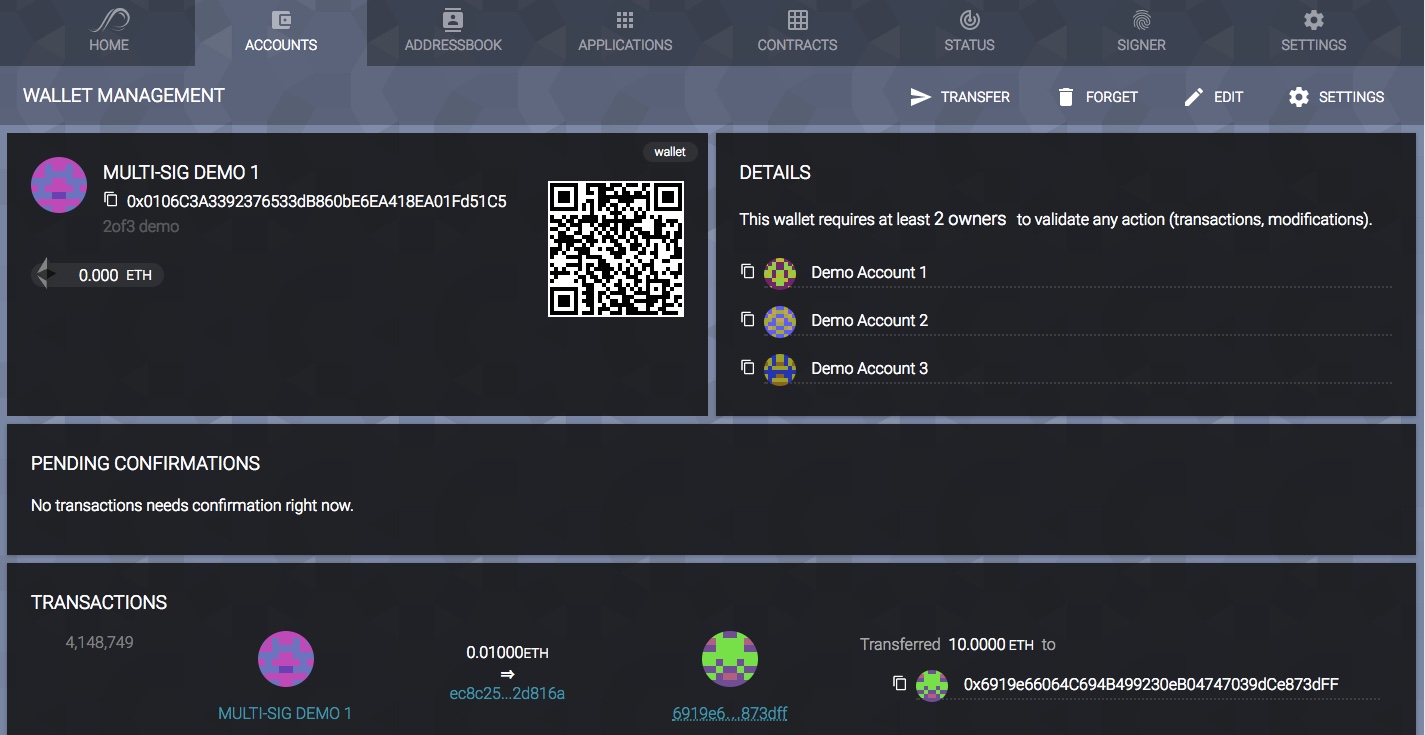 HOME ACCOUNTS ADDRESSBOOK APPLICATIONS CONTRACTS STATUS SIGNER SETTINGS
WALLET MANAGEMENT TRANSFER FORGET EDIT SETTINGS
wallet
MULTI-SIG DEMO 1
0x0106C3A3392376533dB860bE6EA418EA01Fd51C5
2of3 demo
0.000 ETH
DETAILS
This wallet requires at least 2 owners to validate any action (transactions, modifications).
Demo Account 1
Demo Account 2
Demo Account 3
PENDING CONFIRMATIONS
No transactions needs confirmation right now.
TRANSACTIONS
4,148,749
MULTI-SIG DEMO 1
0.01000ETH
⇒
ec8c25...2d816a
6919e6...873dff
Transferred 10.0000 ETH to
0x6919e66064C694B499230eB04747039dCe873dFF